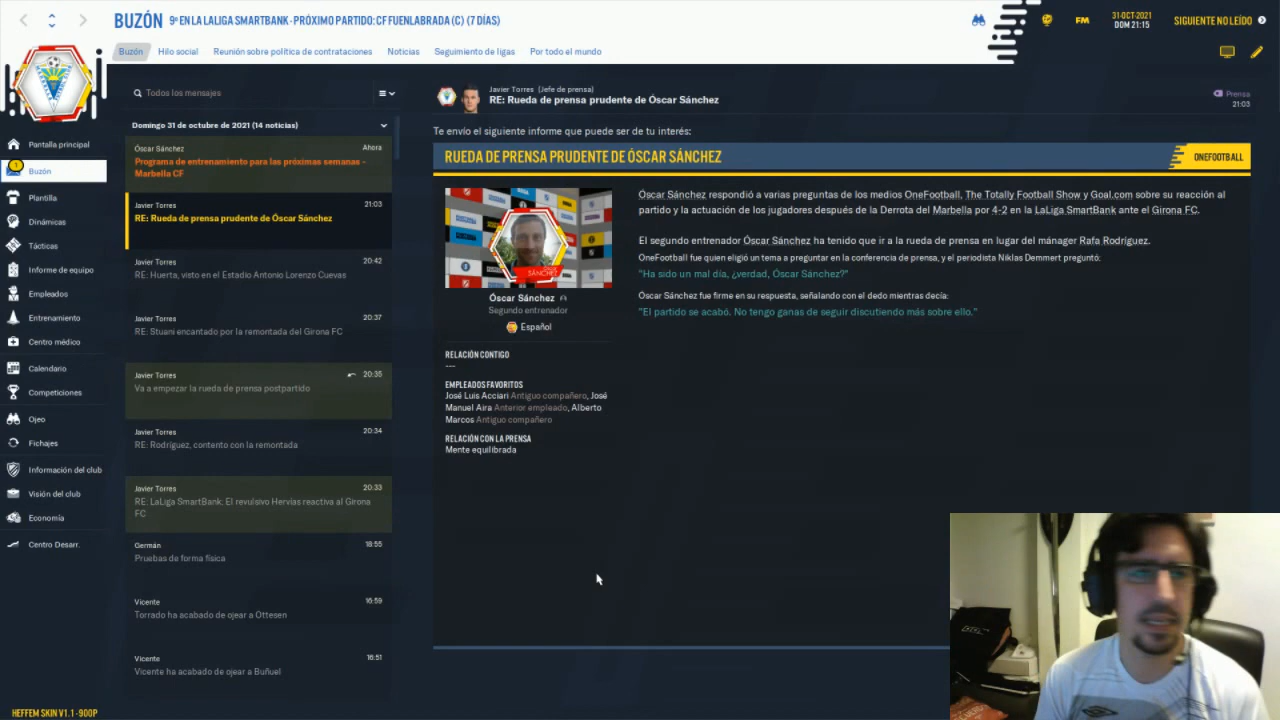 BUZÓN 9º EN LA LALIGA SMARTBANK · PRÓXIMO PARTIDO: CF FUENLABRADA (C) (7 DÍAS)
FM
31-OCT-2021
DOM 21:15
SIGUIENTE NO LEÍDO
Buzón
Hilo social
Reunión sobre política de contrataciones
Noticias
Seguimiento de ligas
Por todo el mundo
Pantalla principal
1
Buzón
Plantilla
Dinámicas
Tácticas
Informe de equipo
Empleados
Entrenamiento
Centro médico
Calendario
Competiciones
Ojeo
Fichajes
Información del club
Visión del club
Economía
Centro Desarr.
HEFFEM SKIN V1.1 - 900P
Todos los mensajes
Domingo 31 de octubre de 2021 (14 noticias)
Óscar Sánchez Ahora
Programa de entrenamiento para las próximas semanas -
Marbella CF
Javier Torres 21:03
RE: Rueda de prensa prudente de Óscar Sánchez
Javier Torres 20:42
RE: Huerta, visto en el Estadio Antonio Lorenzo Cuevas
Javier Torres 20:37
RE: Stuani encantado por la remontada del Girona FC
Javier Torres 20:35
Va a empezar la rueda de prensa postpartido
Javier Torres 20:34
RE: Rodríguez, contento con la remontada
Javier Torres 20:33
RE: LaLiga SmartBank: El revulsivo Hervías reactiva al Girona
FC
Germán 18:55
Pruebas de forma física
Vicente 16:59
Torrado ha acabado de ojear a Ottesen
Vicente 16:51
Vicente ha acabado de ojear a Buñuel
Javier Torres (Jefe de prensa)
RE: Rueda de prensa prudente de Óscar Sánchez
Prensa
21:03
Te envío el siguiente informe que puede ser de tu interés:
RUEDA DE PRENSA PRUDENTE DE ÓSCAR SÁNCHEZ
ONEFOOTBALL
SÁNCHEZ
Óscar Sánchez
Segundo entrenador
Español
RELACIÓN CONTIGO
---
EMPLEADOS FAVORITOS
José Luis Acciari Antiguo compañero, José
Manuel Aira Anterior empleado, Alberto
Marcos Antiguo compañero
RELACIÓN CON LA PRENSA
Mente equilibrada
Óscar Sánchez respondió a varias preguntas de los medios OneFootball, The Totally Football Show y Goal.com sobre su reacción al
partido y la actuación de los jugadores después de la Derrota del Marbella por 4-2 en la LaLiga SmartBank ante el Girona FC.
El segundo entrenador Óscar Sánchez ha tenido que ir a la rueda de prensa en lugar del mánager Rafa Rodríguez.
OneFootball fue quien eligió un tema a preguntar en la conferencia de prensa, y el periodista Niklas Demmert preguntó:
"Ha sido un mal día, ¿verdad, Óscar Sánchez?"
Óscar Sánchez fue firme en su respuesta, señalando con el dedo mientras decía:
"El partido se acabó. No tengo ganas de seguir discutiendo más sobre ello."